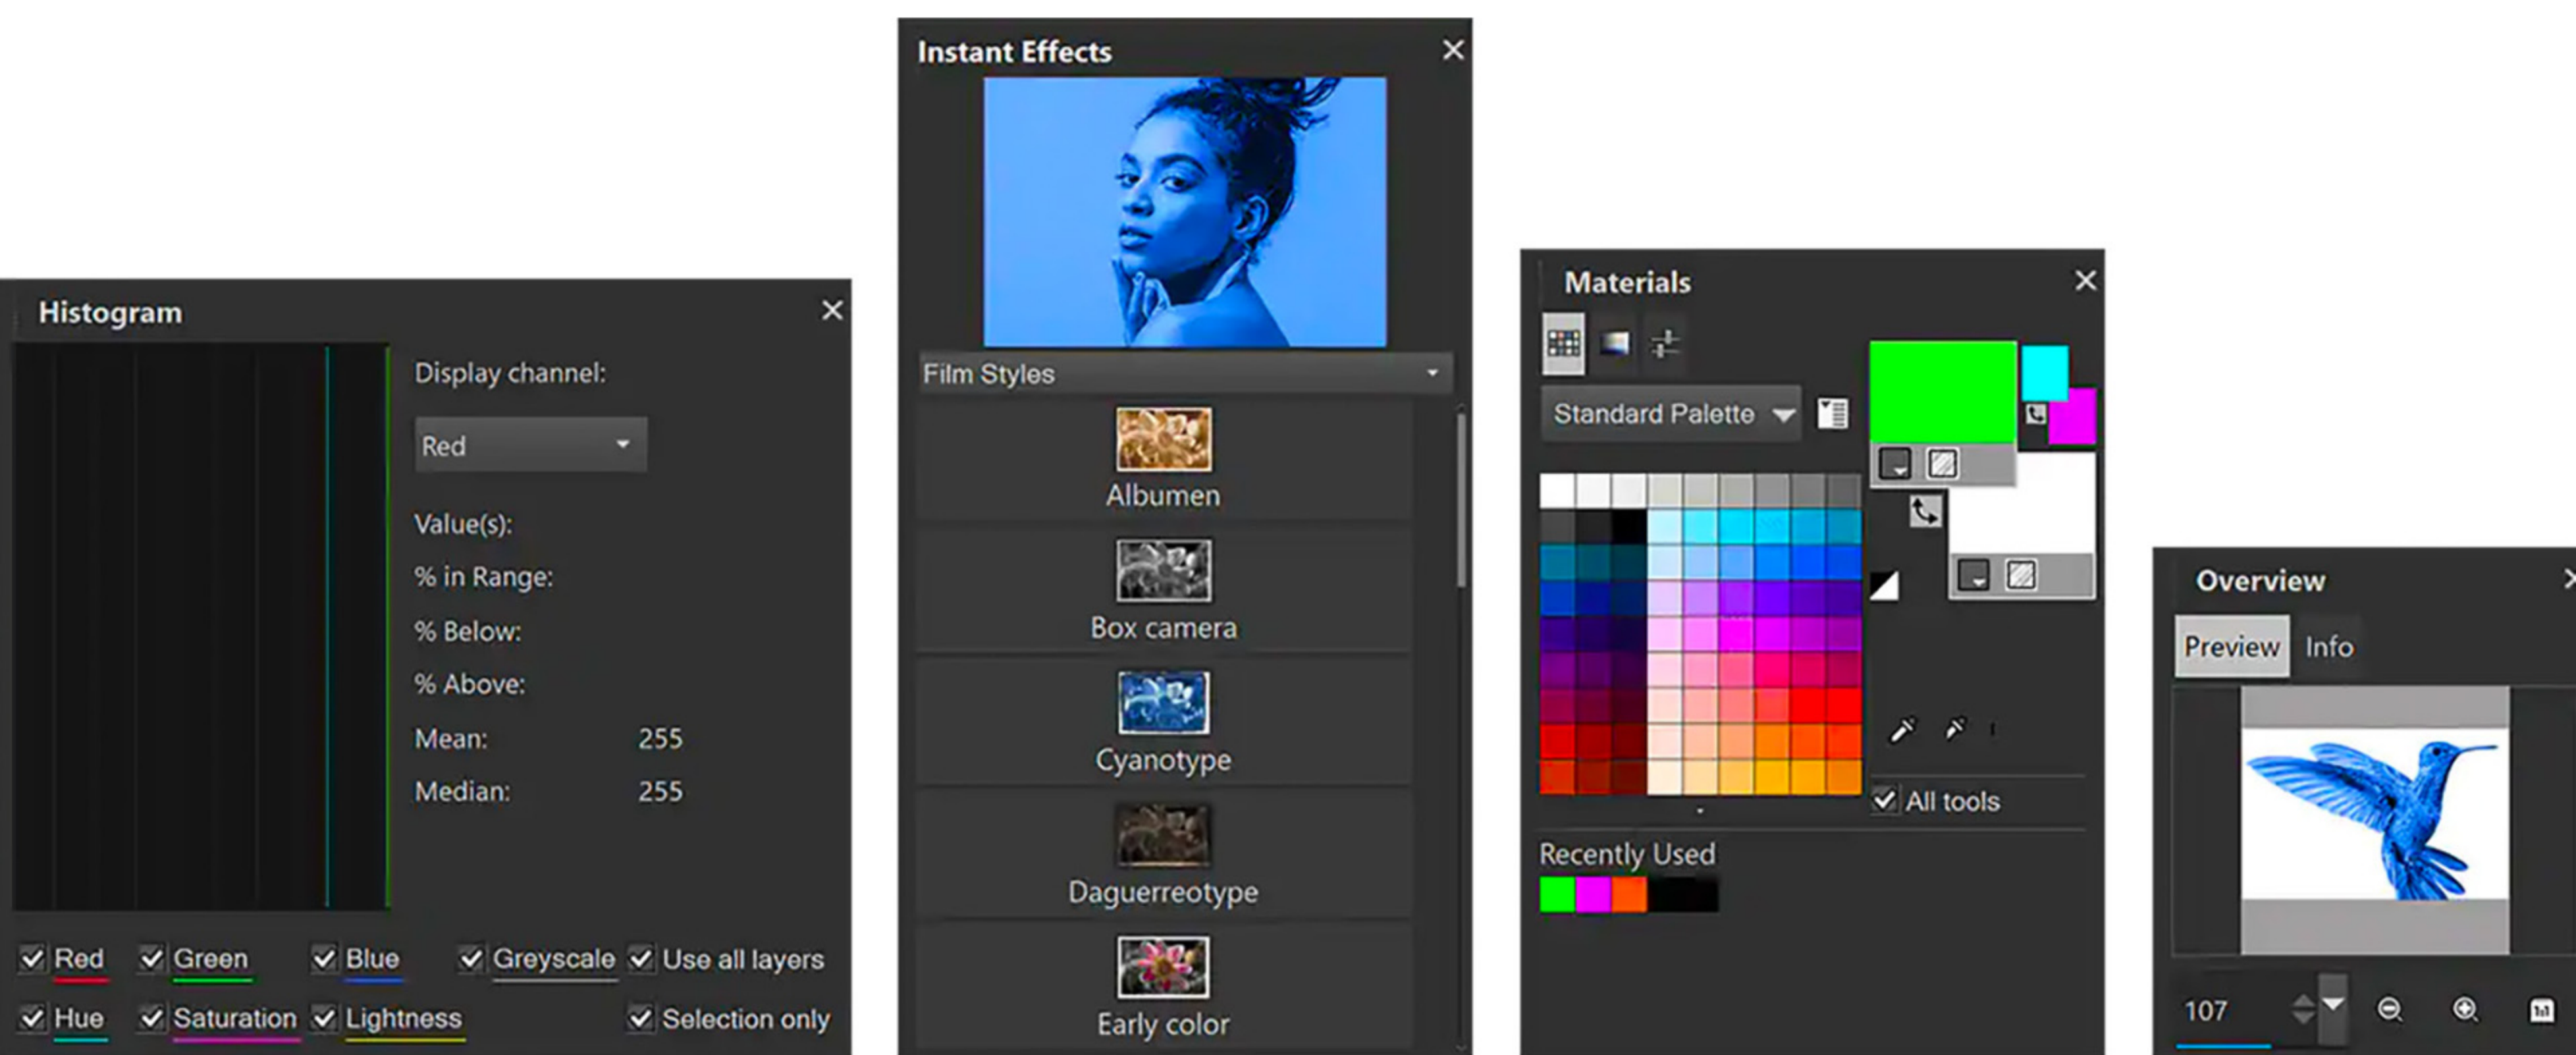 Histogram
Display channel:
Red
Value(s):
% in Range:
% Below:
% Above:
Mean: 255
Median: 255
Red Green Blue Greyscale Use all layers
Hue Saturation Lightness Selection only
Instant Effects
Film Styles
Albumen
Box camera
Cyanotype
Daguerreotype
Early color
Materials
Standard Palette
All tools
Recently Used
Overview
Preview Info
107
1:1